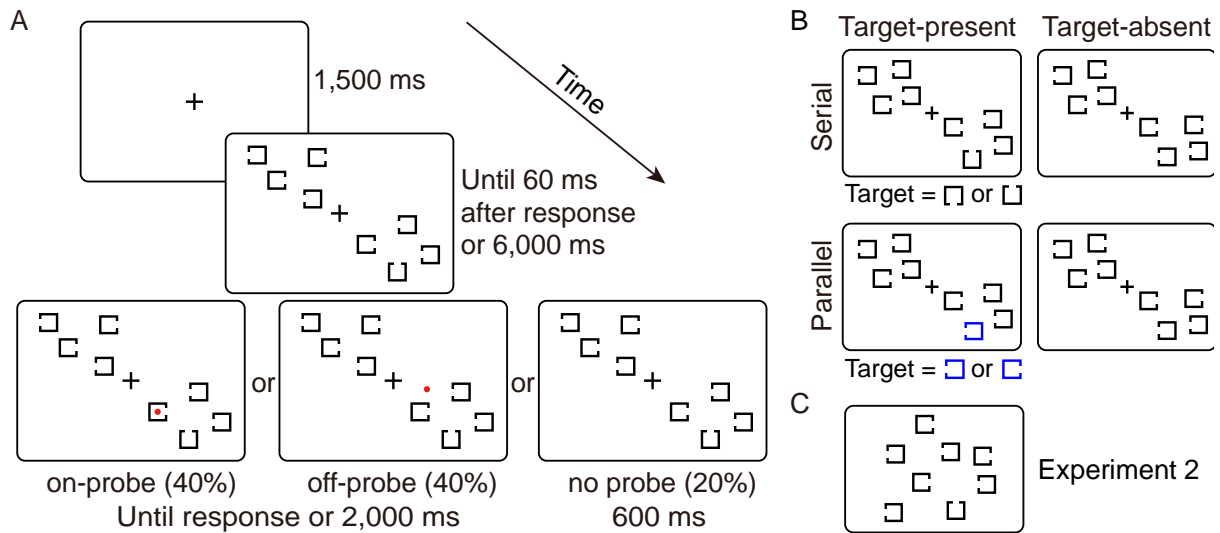 A
1,500 ms
Time
Until 60 ms
after response
or 6,000 ms
or
or
on-probe (40%)
off-probe (40%)
no probe (20%)
Until response or 2,000 ms
600 ms
B
Target-present
Target-absent
Serial
Target = or
Parallel
Target = or
C
Experiment 2